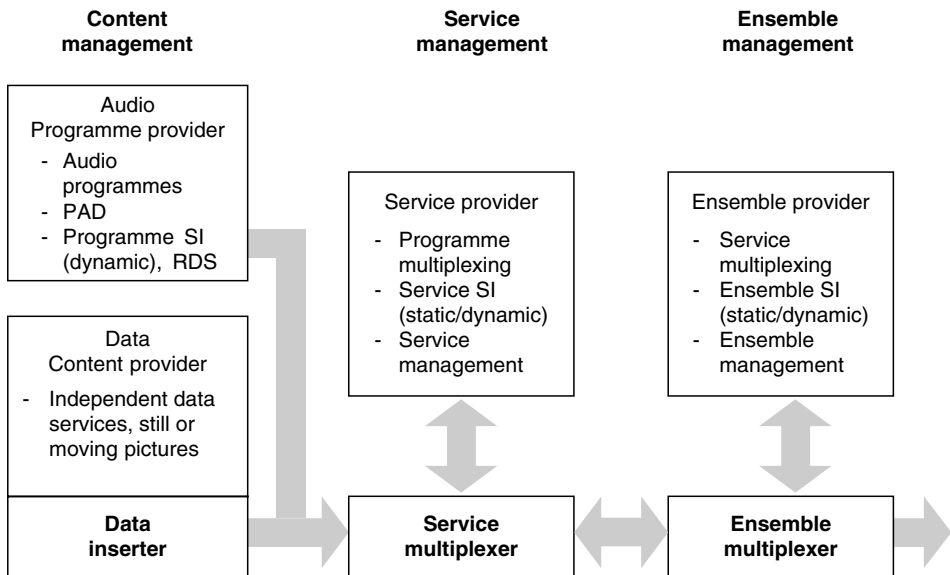 Content
management
Service
management
Ensemble
management
Audio
Programme provider
- Audio
programmes
- PAD
- Programme SI
(dynamic), RDS
Data
Content provider
- Independent data
services, still or
moving pictures
Data
inserter
Service provider
- Programme
multiplexing
- Service SI
(static/dynamic)
- Service
management
Service
multiplexer
Ensemble provider
- Service
multiplexing
- Ensemble SI
(static/dynamic)
- Ensemble
management
Ensemble
multiplexer